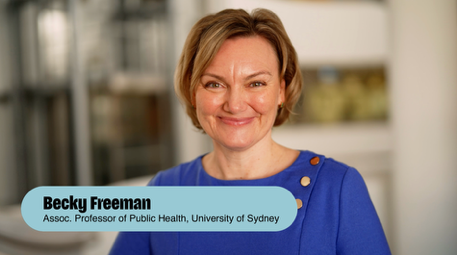 Becky Freeman
Assoc. Professor of Public Health, University of Sydney